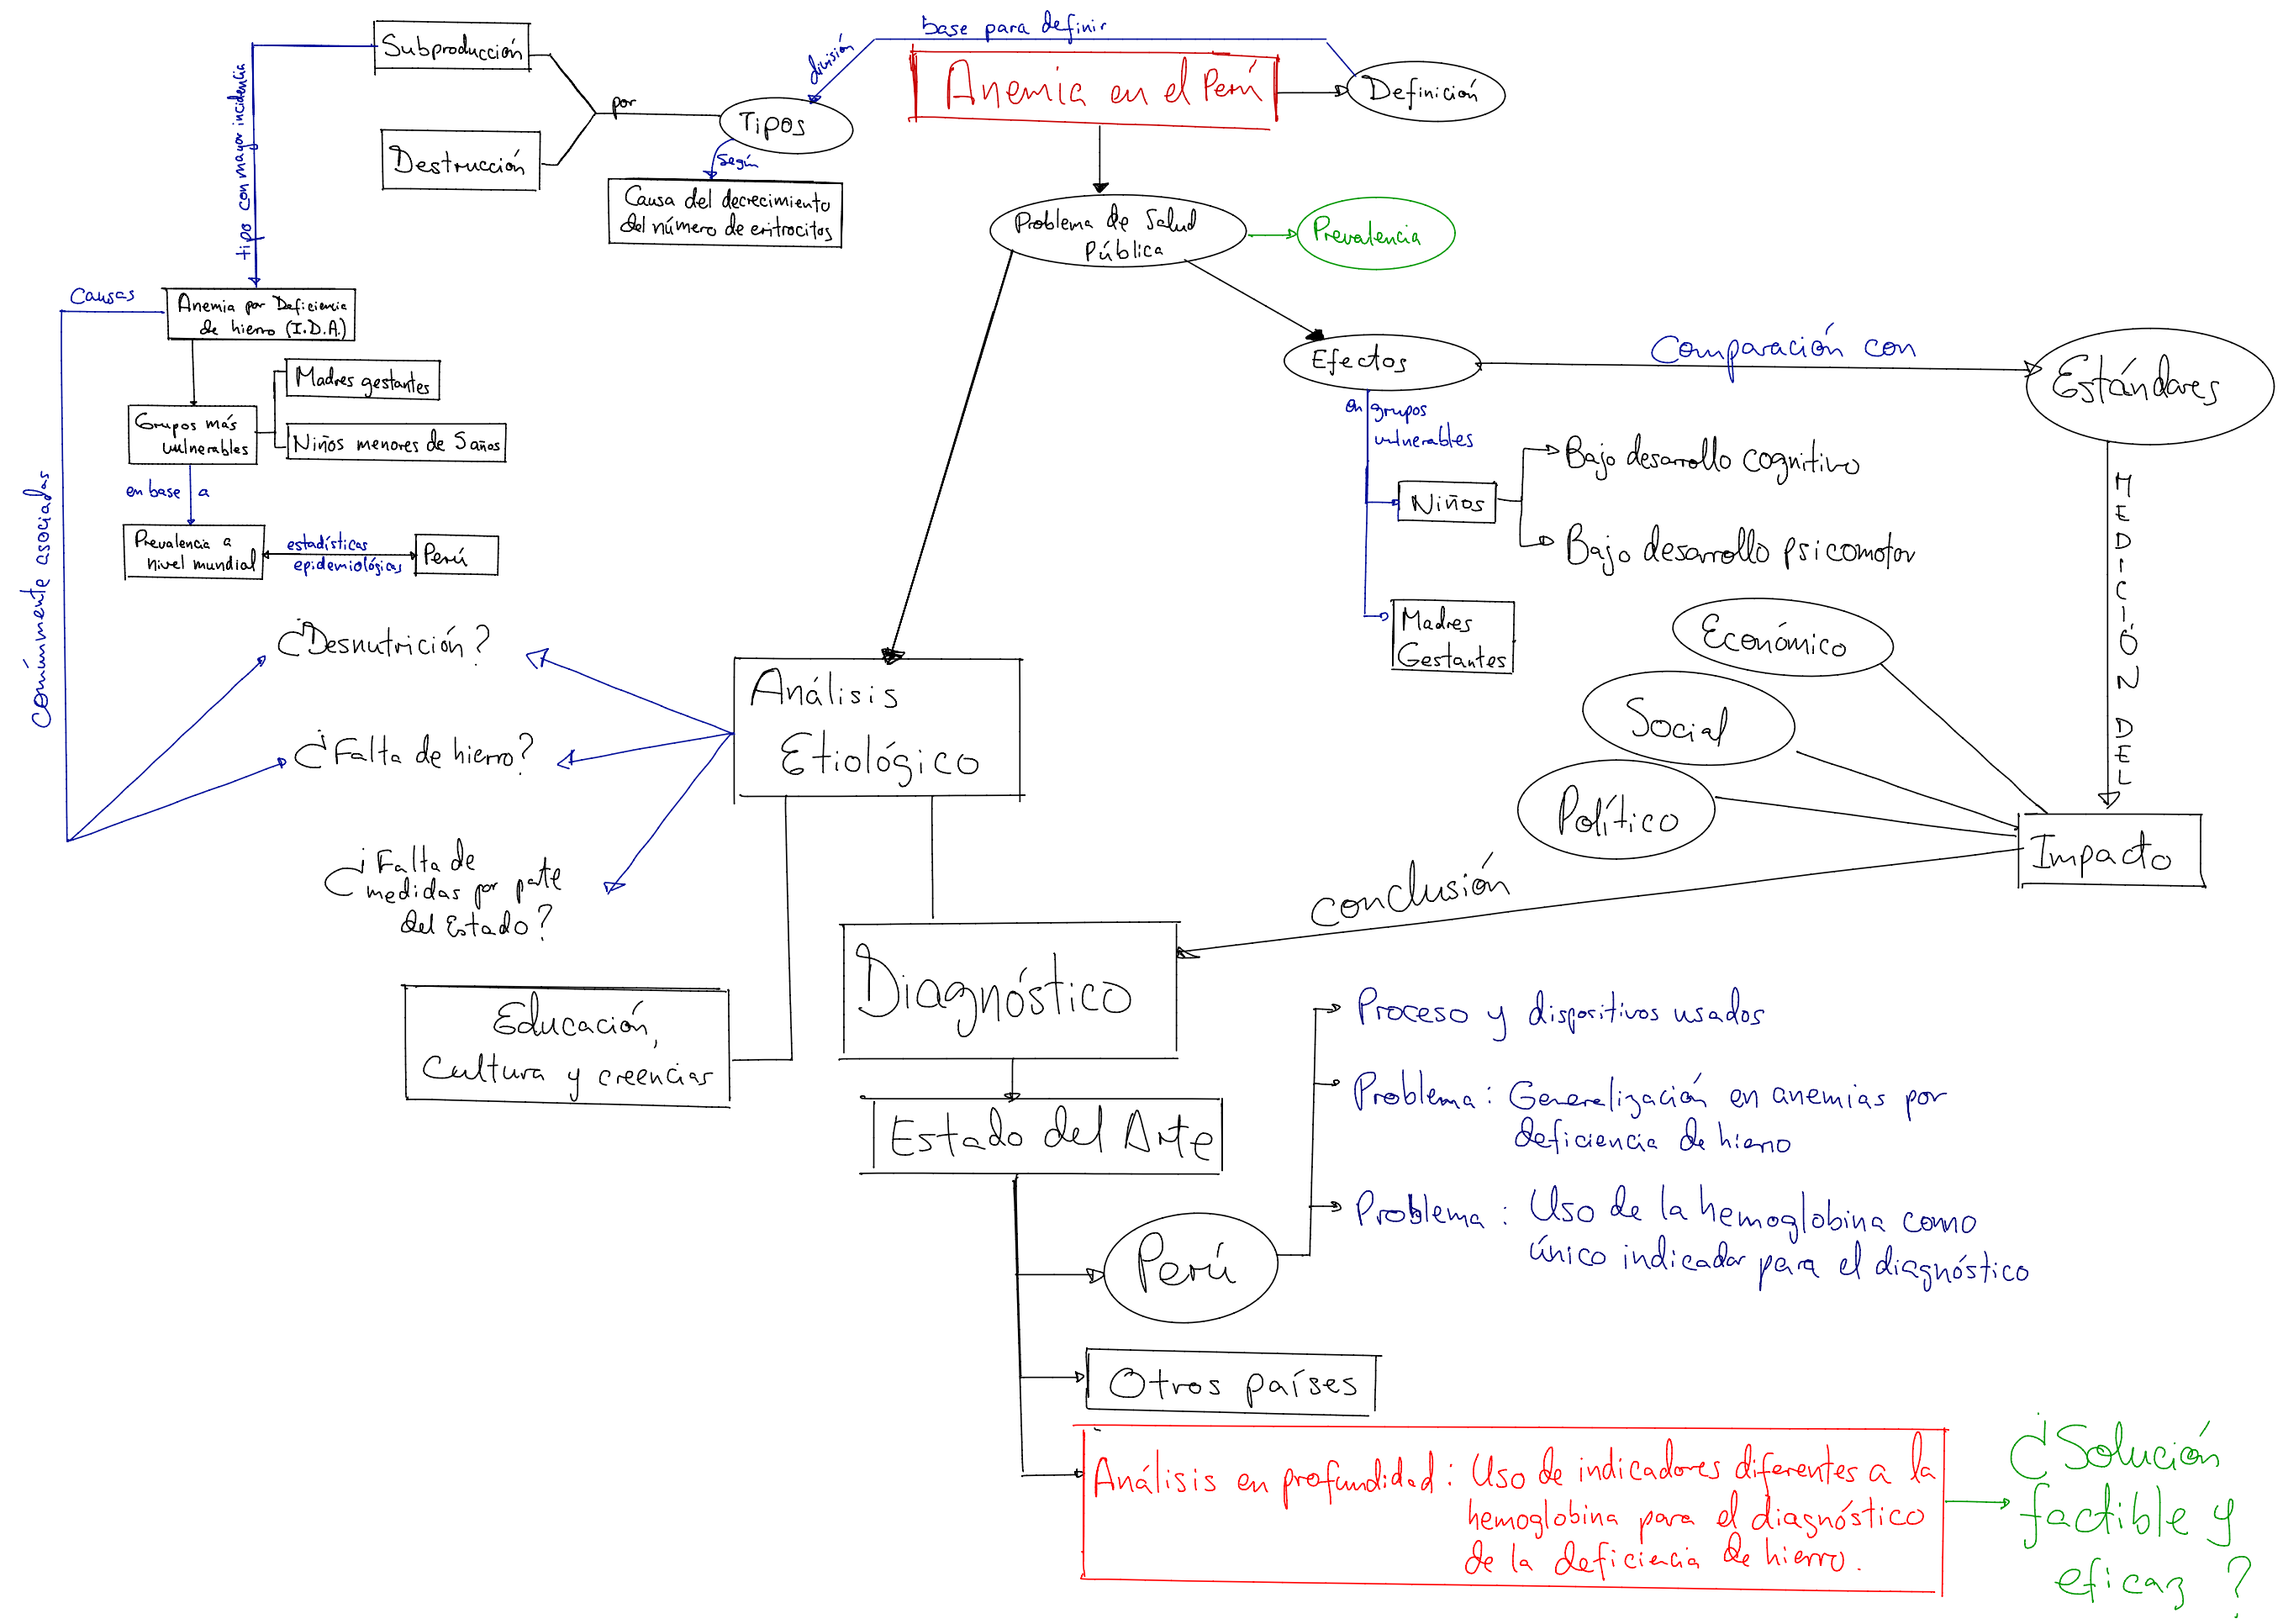 base para definir
división
Anemia en el Perú
Definición
Subproducción
Destrucción
por
Tipos
Según
Causa del decrecimiento
del número de eritrocitos
Problema de Salud
Pública
Prevalencia
tipo con mayor incidencia
Causas
Anemia por Deficiencia
de hierro (I.D.A.)
Madres gestantes
Grupos más
vulnerables
Niños menores de 5 años
en base a
Prevalencia a
nivel mundial
estadísticas
epidemiológicas
Perú
comúnmente asociadas
Efectos
Comparación con
Estándares
en grupos
vulnerables
Niños
Bajo desarrollo cognitivo
Bajo desarrollo psicomotor
Madres
Gestantes
MEDICIÓN DEL
Económico
Social
Político
Impacto
conclusión
¿Desnutrición?
¿Falta de hierro?
¿Falta de
medidas por pate
del Estado?
Análisis
Etiológico
Educación,
Cultura y creencias
Diagnóstico
Estado del Arte
Perú
Proceso y dispositivos usados
Problema: Generalización en anemias por
deficiencia de hierro
Problema: Uso de la hemoglobina como
único indicador para el diagnóstico
Otros países
Análisis en profundidad: Uso de indicadores diferentes a la
hemoglobina para el diagnóstico
de la deficiencia de hierro.
¿Solución
factible y
eficaz?